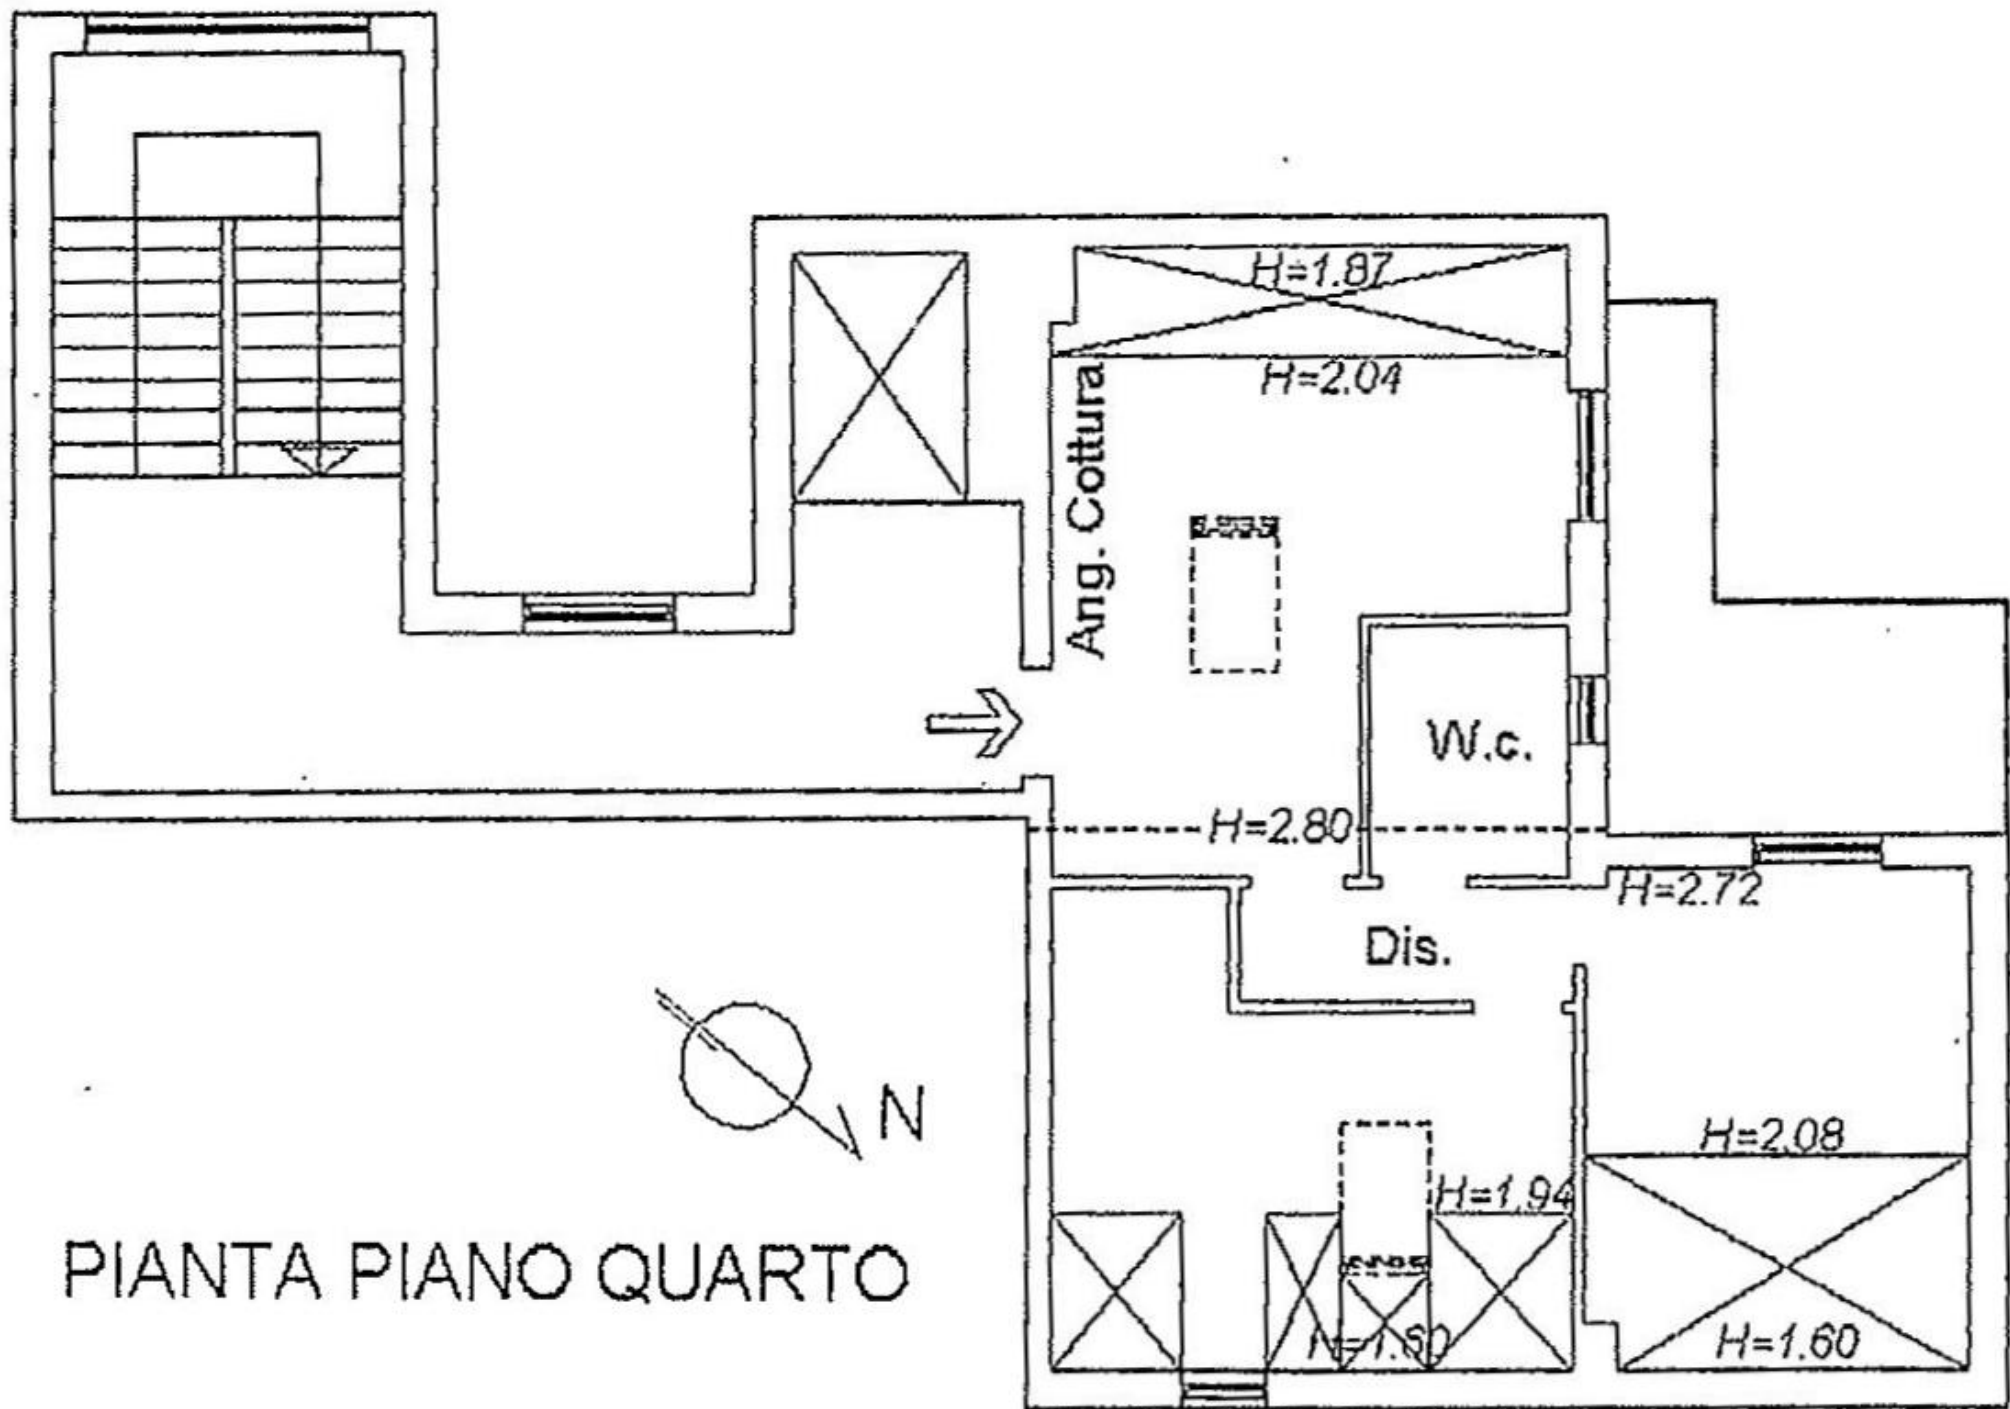 H=1.87
H=2.04
Ang. Cottura
W.c.
H=2.80
H=2.72
Dis.
N
H=2.08
H=1.94
PIANTA PIANO QUARTO
H=1.60
H=1.60